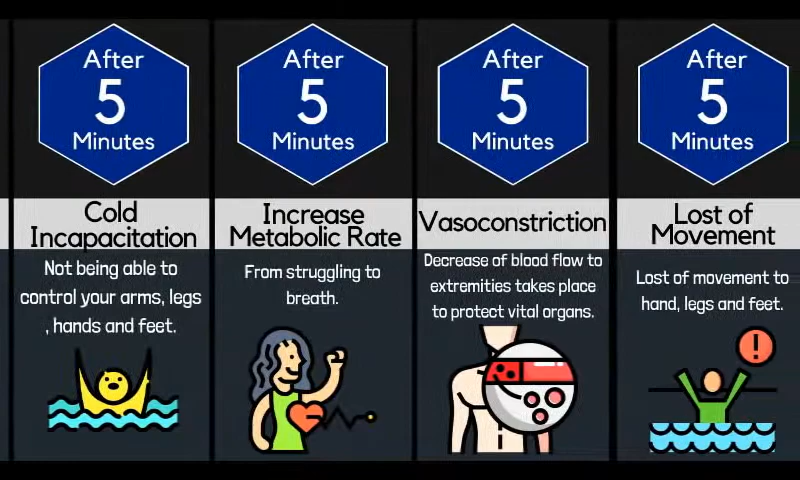 After
5
Minutes
Cold
Incapacitation
Not being able to
control your arms, legs
, hands and feet.
After
5
Minutes
Increase
Metabolic Rate
From struggling to
breath.
After
5
Minutes
Vasoconstriction
Decrease of blood flow to
extremities takes place
to protect vital organs.
After
5
Minutes
Lost of
Movement
Lost of movement to
hand, legs and feet.
!